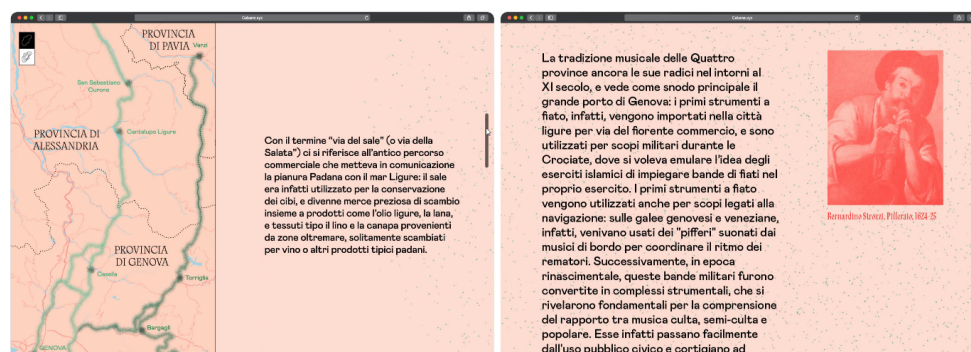 Cabane.xyz
PROVINCIA
DI PAVIA
Varzi
San Sebastiano
Curone
Cantalupo Ligure
PROVINCIA DI
ALESSANDRIA
PROVINCIA
DI GENOVA
Casella
Torriglia
Bargagli
GENOVA
Con il termine “via del sale” (o via della
Salata”) ci si riferisce all’antico percorso
commerciale che metteva in comunicazione
la pianura Padana con il mar Ligure: il sale
era infatti utilizzato per la conservazione
dei cibi, e divenne merce preziosa di scambio
insieme a prodotti come l’olio ligure, la lana,
e tessuti tipo il lino e la canapa provenienti
da zone oltremare, solitamente scambiati
per vino o altri prodotti tipici padani.
Cabane.xyz
La tradizione musicale delle Quattro
province ancora le sue radici nel intorni al
XI secolo, e vede come snodo principale il
grande porto di Genova: i primi strumenti a
fiato, infatti, vengono importati nella città
ligure per via del fiorente commercio, e sono
utilizzati per scopi militari durante le
Crociate, dove si voleva emulare l’idea degli
eserciti islamici di impiegare bande di fiati nel
proprio esercito. I primi strumenti a fiato
vengono utilizzati anche per scopi legati alla
navigazione: sulle galee genovesi e veneziane,
infatti, venivano usati dei "pifferi" suonati dai
musici di bordo per coordinare il ritmo dei
rematori. Successivamente, in epoca
rinascimentale, queste bande militari furono
convertite in complessi strumentali, che si
rivelarono fondamentali per la comprensione
del rapporto tra musica culta, semi-culta e
popolare. Esse infatti passano facilmente
dall’uso pubblico civico e cortigiano ad
Bernardino Strozzi, Pifferaio, 1624-25